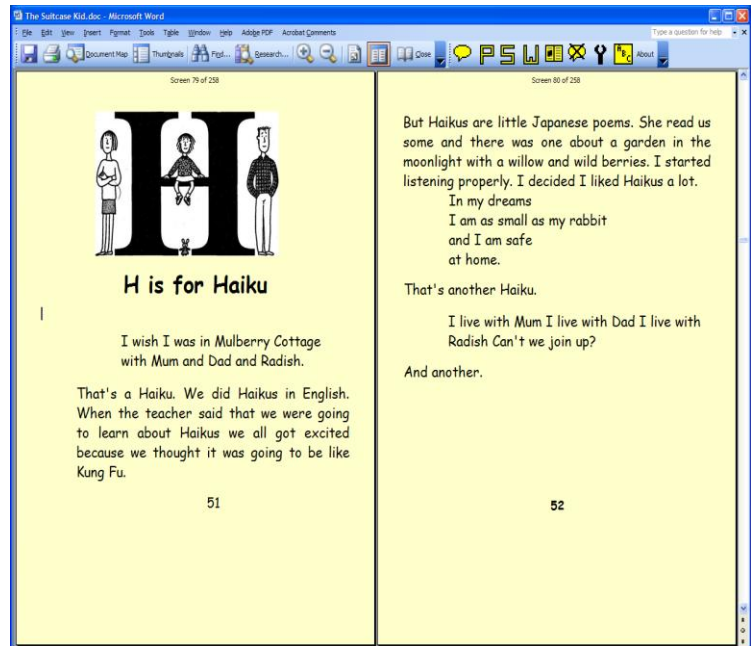 The Suitcase Kid.doc - Microsoft Word
File Edit View Insert Format Tools Table Window Help Adobe PDF Acrobat Comments
Type a question for help
Document Map Thumbnails Find... Research... Close P S W A B C About
Screen 79 of 258
H
H is for Haiku
I wish I was in Mulberry Cottage
with Mum and Dad and Radish.
That's a Haiku. We did Haikus in English.
When the teacher said that we were going
to learn about Haikus we all got excited
because we thought it was going to be like
Kung Fu.
51
Screen 80 of 258
But Haikus are little Japanese poems. She read us
some and there was one about a garden in the
moonlight with a willow and wild berries. I started
listening properly. I decided I liked Haikus a lot.
In my dreams
I am as small as my rabbit
and I am safe
at home.
That's another Haiku.
I live with Mum I live with Dad I live with
Radish Can't we join up?
And another.
52